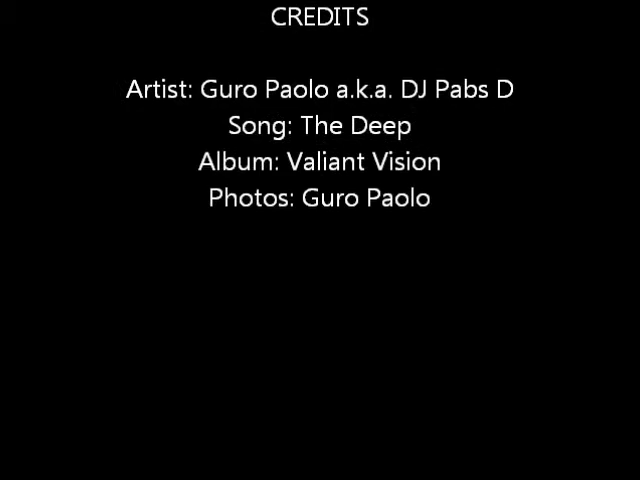 CREDITS
Artist: Guro Paolo a.k.a. DJ Pabs D
Song: The Deep
Album: Valiant Vision
Photos: Guro Paolo